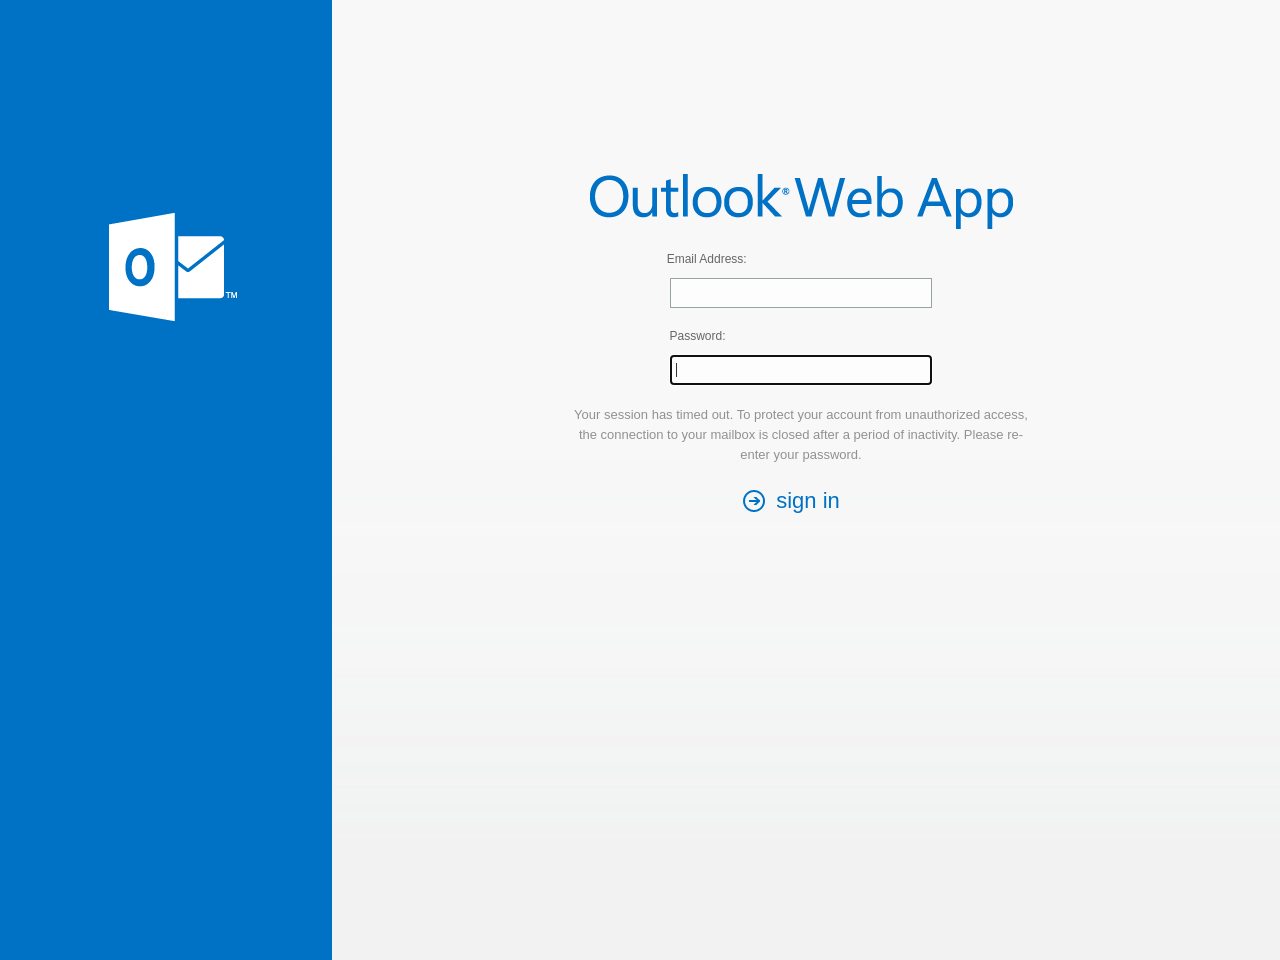 O
TM
Outlook® Web App
Email Address:
Password:
Your session has timed out. To protect your account from unauthorized access,
the connection to your mailbox is closed after a period of inactivity. Please re-
enter your password.
sign in